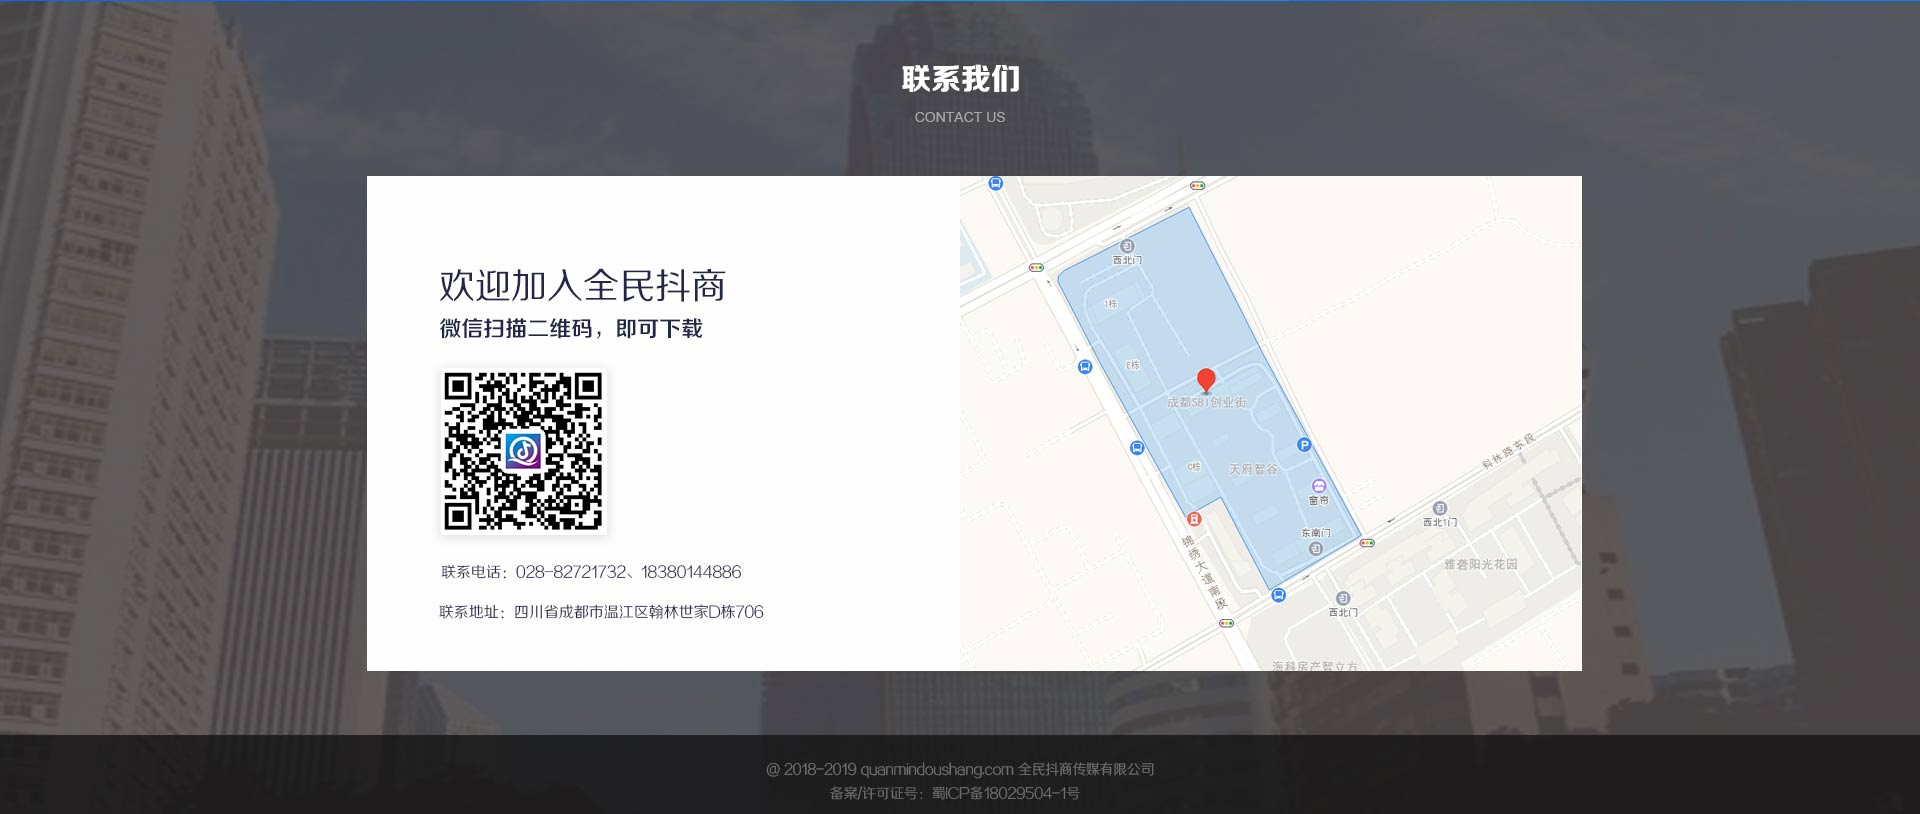 联系我们
CONTACT US
欢迎加入全民抖商
微信扫描二维码，即可下载
联系电话：028-82721732、18380144886
联系地址：四川省成都市温江区翰林世家D栋706
西北门
1栋
E栋
成都SBI创业街
P
C栋
天府智谷
窗帘
东南门
科林路东段
西北1门
锦绣大道南段
雅砻阳光花园
西北门
海科房产智立方
@ 2018-2019 quanmindoushang.com 全民抖商传媒有限公司
备案/许可证号：蜀ICP备18029504-1号